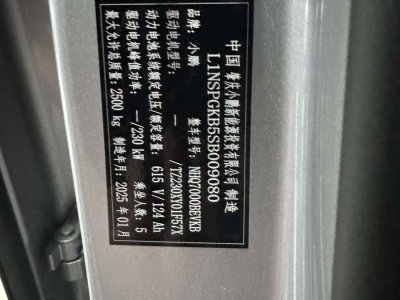 中国 肇庆小鹏新能源投资有限公司 制造
L1NSPGKB5SB009080
品牌：小鹏 整车型号：NHQ7000BEVKB
驱动电机型号： —/TZ230XY01F57X
动力电池系统额定电压/额定容量：615 V/124 Ah
驱动电机峰值功率：—/230 kW 乘坐人数：5
最大允许总质量：2500 kg 制造年月：2025 年 01 月